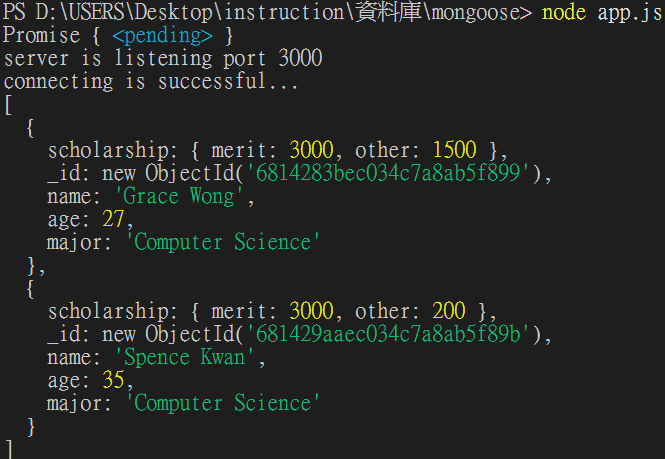 PS D:\USERS\Desktop\instruction\資料庫\mongoose> node app.js
Promise { <pending> }
server is listening port 3000
connecting is successful...
[
  {
    scholarship: { merit: 3000, other: 1500 },
    _id: new ObjectId('6814283bec034c7a8ab5f899'),
    name: 'Grace Wong',
    age: 27,
    major: 'Computer Science'
  },
  {
    scholarship: { merit: 3000, other: 200 },
    _id: new ObjectId('681429aaec034c7a8ab5f89b'),
    name: 'Spence Kwan',
    age: 35,
    major: 'Computer Science'
  }
]